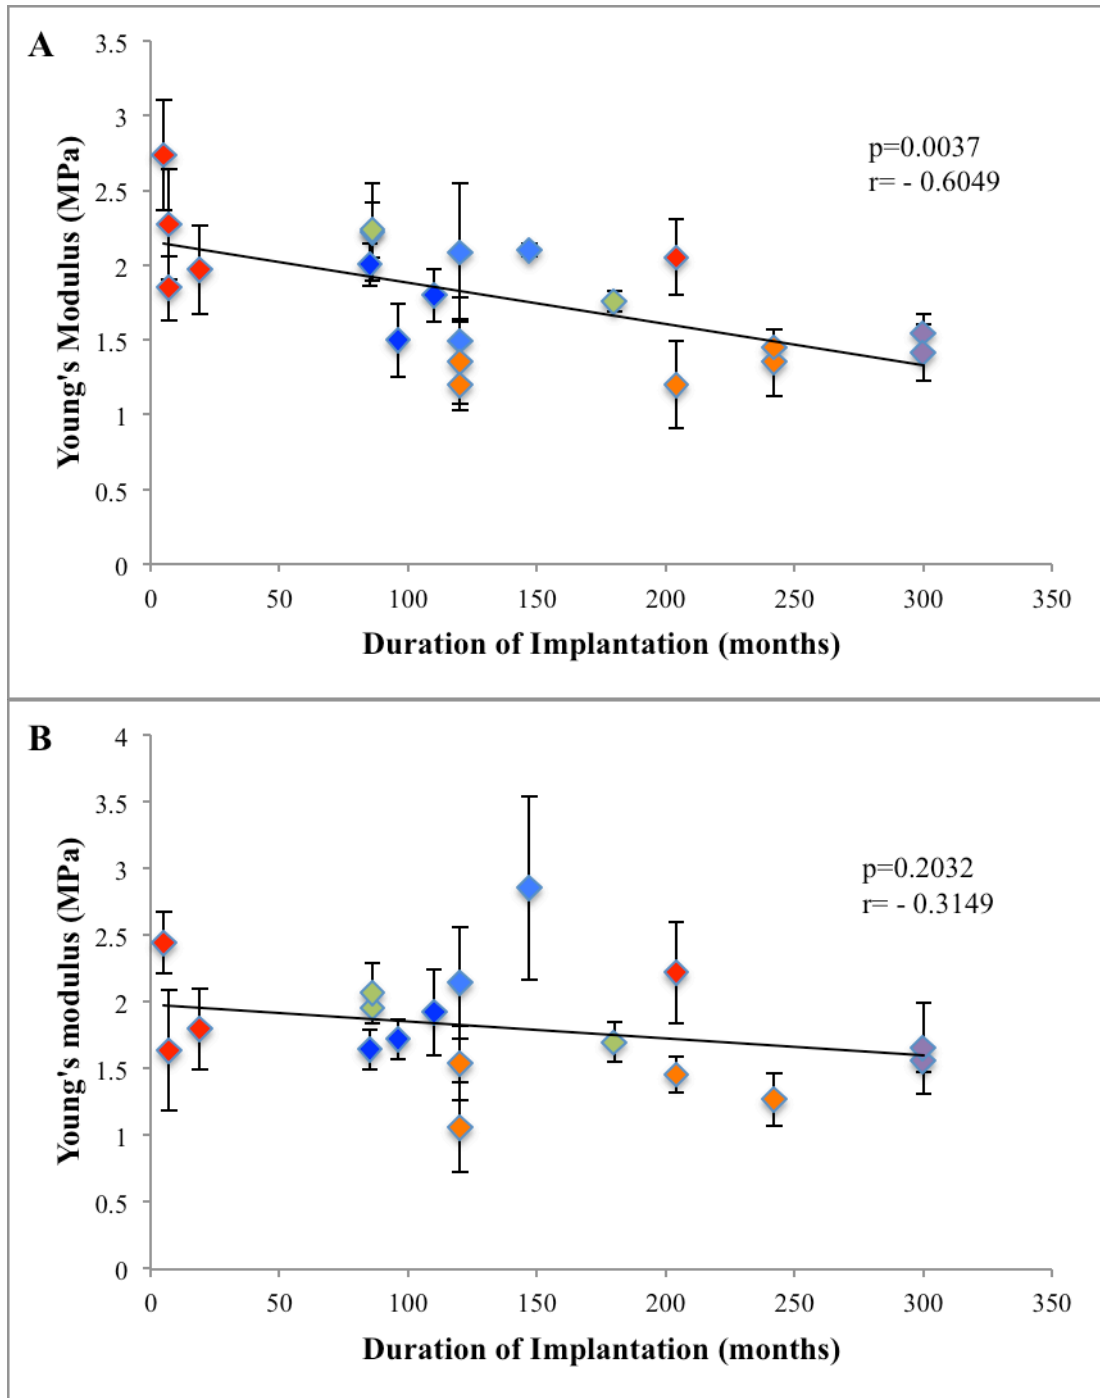 A
Young's Modulus (MPa)
3.5
3
2.5
2
1.5
1
0.5
0
p=0.0037
r= - 0.6049
0 50 100 150 200 250 300 350
Duration of Implantation (months)
B
Young's modulus (MPa)
4
3.5
3
2.5
2
1.5
1
0.5
0
p=0.2032
r= - 0.3149
0 50 100 150 200 250 300 350
Duration of Implantation (months)